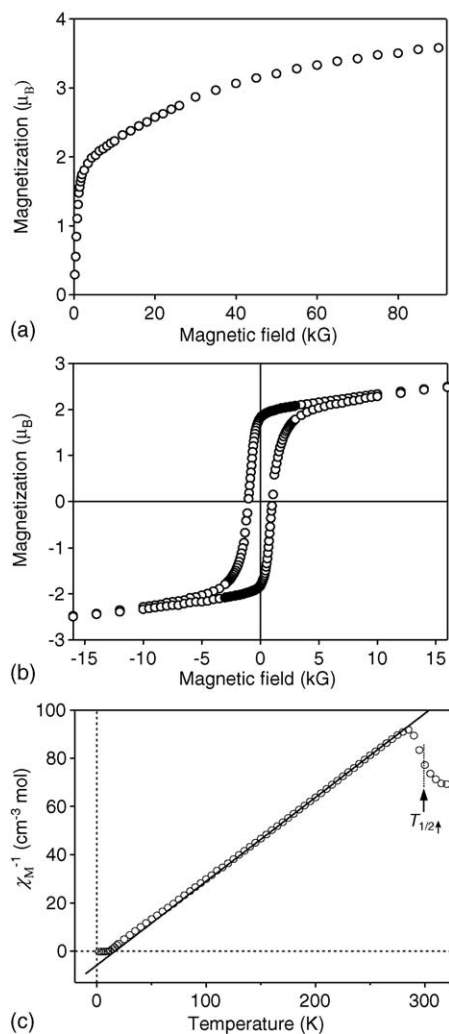 Magnetization (μB)
4
3
2
1
0
0 20 40 60 80
(a)
Magnetic field (kG)
Magnetization (μB)
3
2
1
0
-1
-2
-3
-15 -10 -5 0 5 10 15
(b)
Magnetic field (kG)
χM-1 (cm-3 mol)
100
80
60
40
20
0
T1/2↑
0 100 200 300
(c)
Temperature (K)